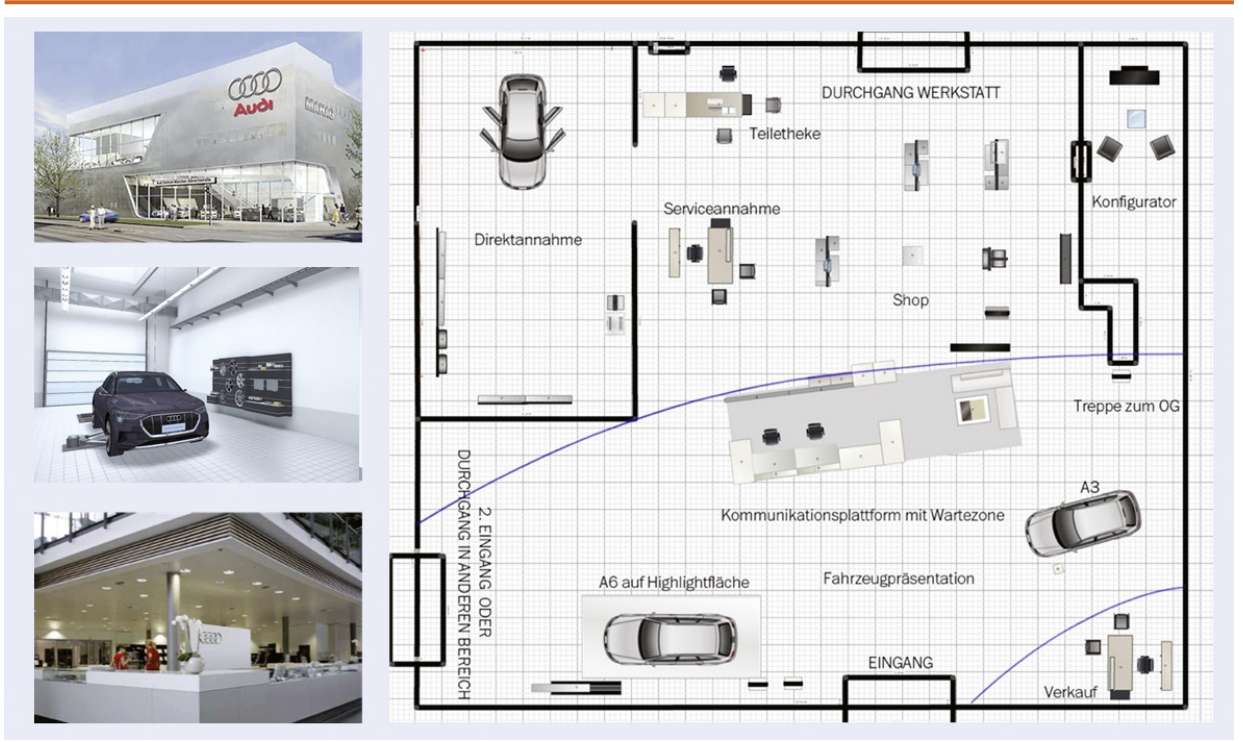 Audi
MAHAG
DURCHGANG WERKSTATT
Teiletheke
Konfigurator
Serviceannahme
Direktannahme
Shop
Treppe zum OG
A3
Kommunikationsplattform mit Wartezone
2. EINGANG ODER
DURCHGANG IN ANDEREN BEREICH
Fahrzeugpräsentation
A6 auf Highlightfläche
EINGANG
Verkauf